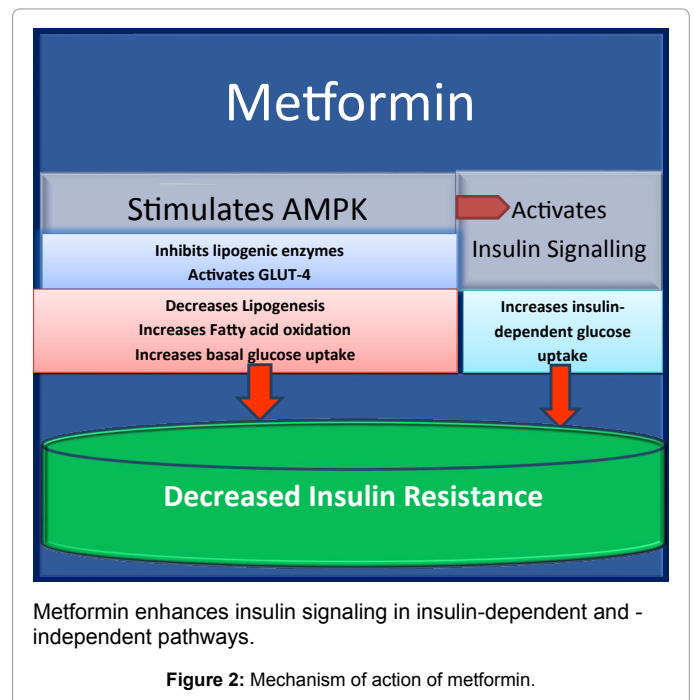 Metformin
Stimulates AMPK
Inhibits lipogenic enzymes
Activates GLUT-4
Decreases Lipogenesis
Increases Fatty acid oxidation
Increases basal glucose uptake
Activates
Insulin Signalling
Increases insulin-
dependent glucose
uptake
Decreased Insulin Resistance
Metformin enhances insulin signaling in insulin-dependent and -
independent pathways.
Figure 2: Mechanism of action of metformin.